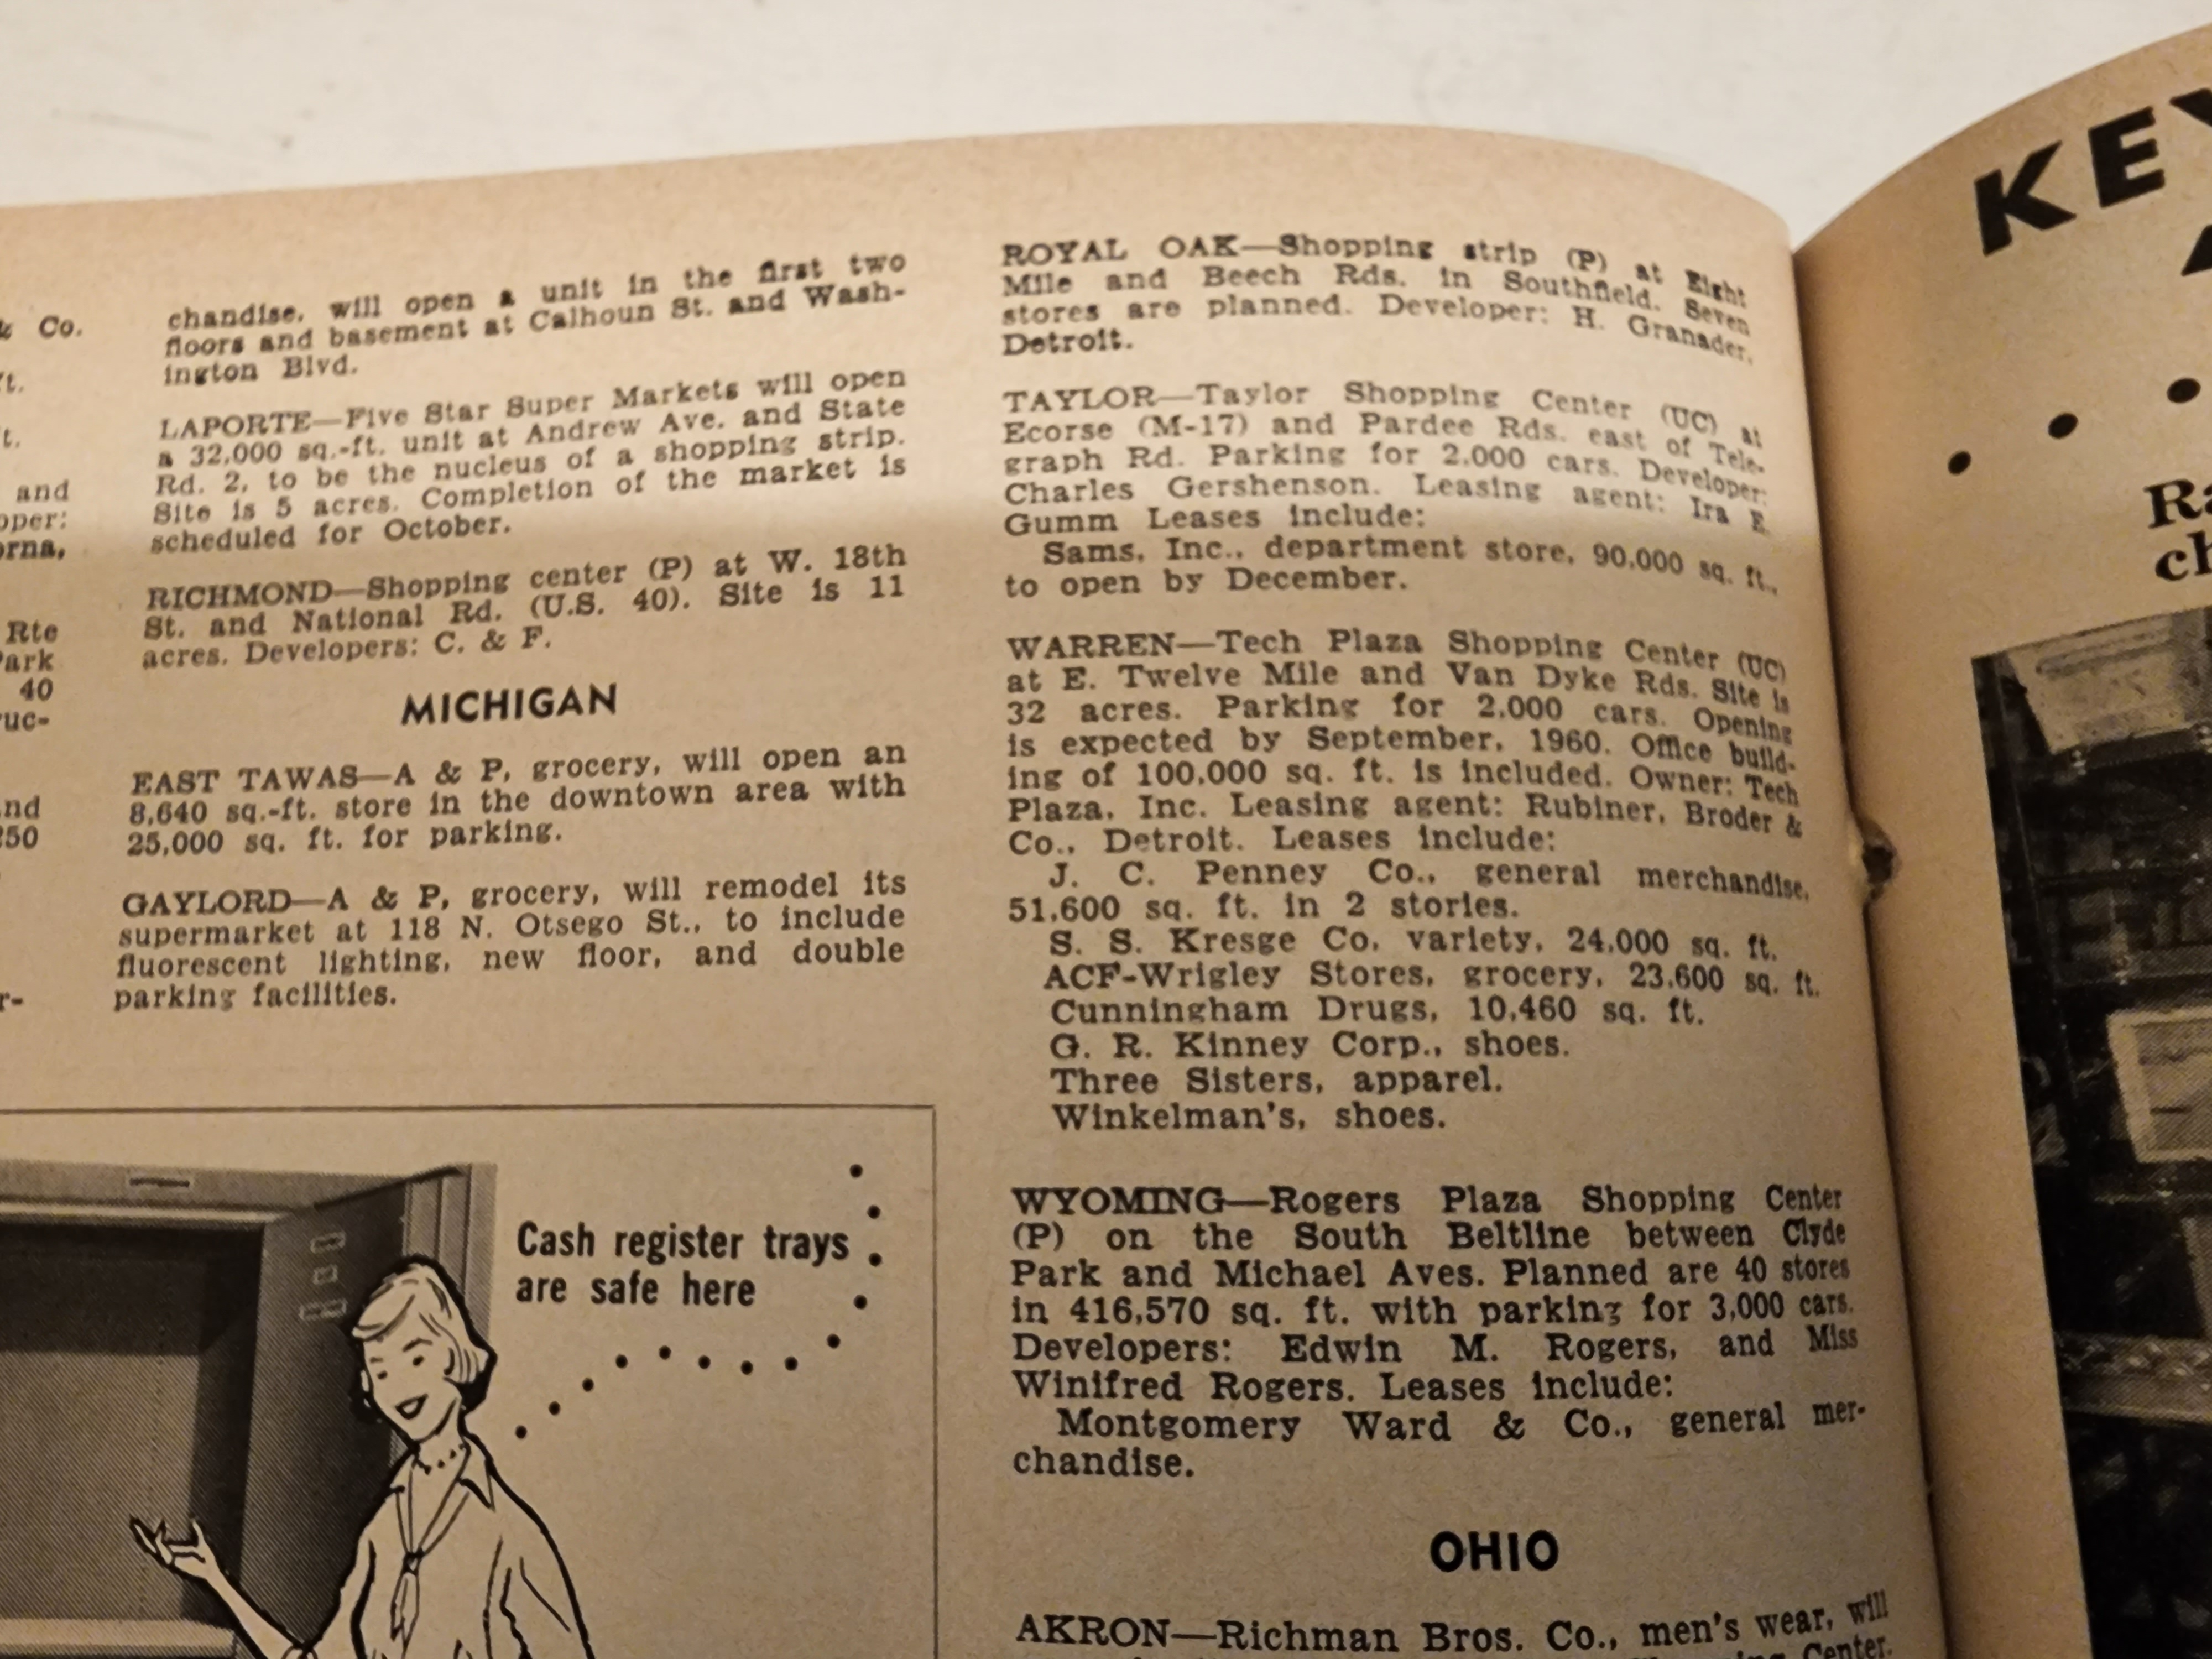 & Co.
ft.
t.
and
oper:
orna,
Rte
Park
40
ruc-
and
250
r-
chandise, will open a unit in the first two
floors and basement at Calhoun St. and Wash-
ington Blvd.
LAPORTE—Five Star Super Markets will open
a 32,000 sq.-ft. unit at Andrew Ave. and State
Rd. 2, to be the nucleus of a shopping strip.
Site is 5 acres. Completion of the market is
scheduled for October.
RICHMOND—Shopping center (P) at W. 18th
St. and National Rd. (U.S. 40). Site is 11
acres. Developers: C. & F.
MICHIGAN
EAST TAWAS—A & P, grocery, will open an
8,640 sq.-ft. store in the downtown area with
25,000 sq. ft. for parking.
GAYLORD—A & P, grocery, will remodel its
supermarket at 118 N. Otsego St., to include
fluorescent lighting, new floor, and double
parking facilities.
Cash register trays
are safe here
ROYAL OAK—Shopping strip (P) at Eight
Mile and Beech Rds. in Southfield. Seven
stores are planned. Developer: H. Granader,
Detroit.
TAYLOR—Taylor Shopping Center (UC) at
Ecorse (M-17) and Pardee Rds. east of Tele-
graph Rd. Parking for 2,000 cars. Developer:
Charles Gershenson. Leasing agent: Ira E.
Gumm Leases include:
Sams, Inc., department store, 90,000 sq. ft.,
to open by December.
WARREN—Tech Plaza Shopping Center (UC)
at E. Twelve Mile and Van Dyke Rds. Site is
32 acres. Parking for 2,000 cars. Opening
is expected by September, 1960. Office build-
ing of 100,000 sq. ft. is included. Owner: Tech
Plaza, Inc. Leasing agent: Rubiner, Broder &
Co., Detroit. Leases include:
J. C. Penney Co., general merchandise,
51,600 sq. ft. in 2 stories.
S. S. Kresge Co. variety, 24,000 sq. ft.
ACF-Wrigley Stores, grocery, 23,600 sq. ft.
Cunningham Drugs, 10,460 sq. ft.
G. R. Kinney Corp., shoes.
Three Sisters, apparel.
Winkelman's, shoes.
WYOMING—Rogers Plaza Shopping Center
(P) on the South Beltline between Clyde
Park and Michael Aves. Planned are 40 stores
in 416,570 sq. ft. with parking for 3,000 cars.
Developers: Edwin M. Rogers, and Miss
Winifred Rogers. Leases include:
Montgomery Ward & Co., general mer-
chandise.
OHIO
AKRON—Richman Bros. Co., men's wear, will
Center.
KEY
Ra
ch